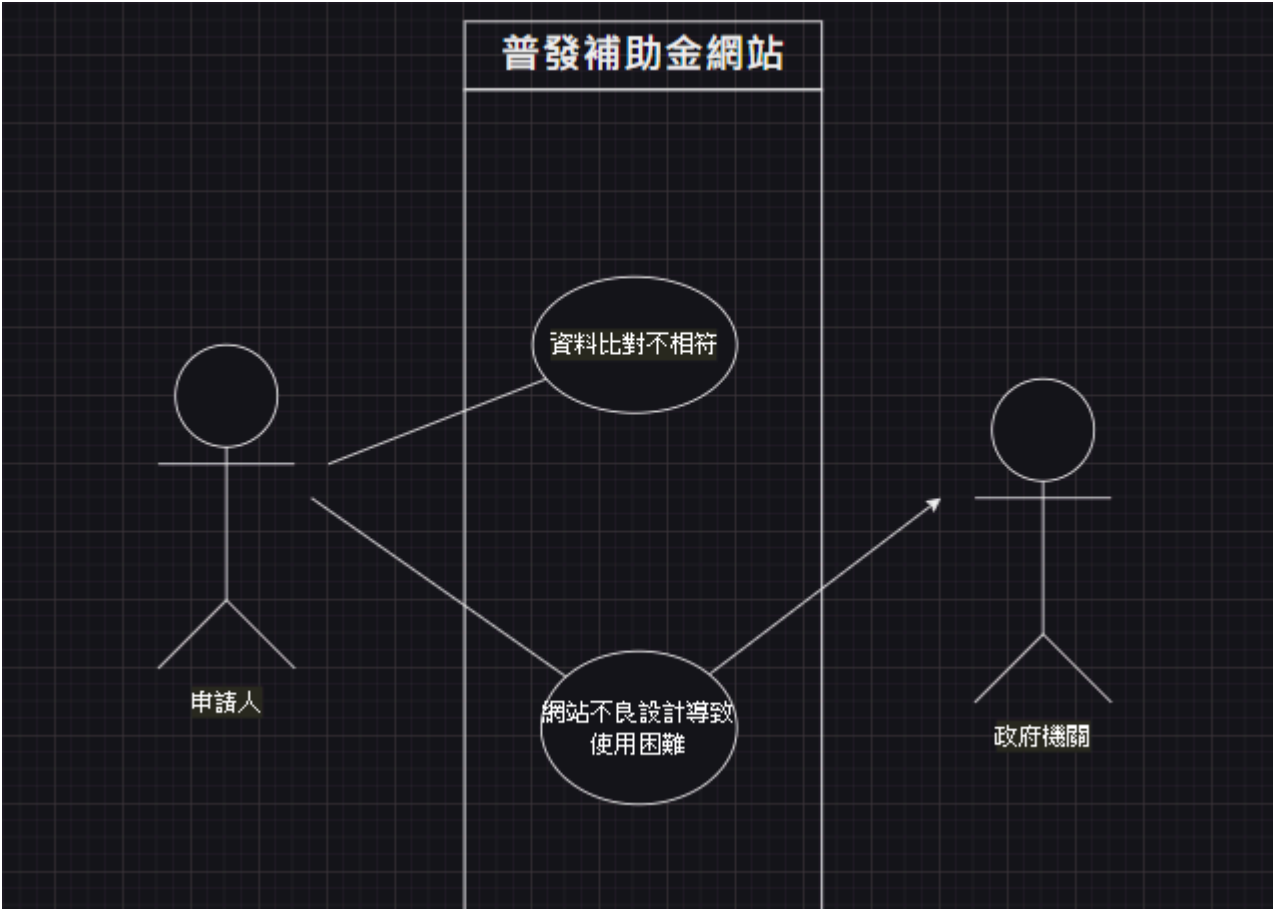 普發補助金網站
資料比對不相符
申請人
網站不良設計導致
使用困難
政府機關